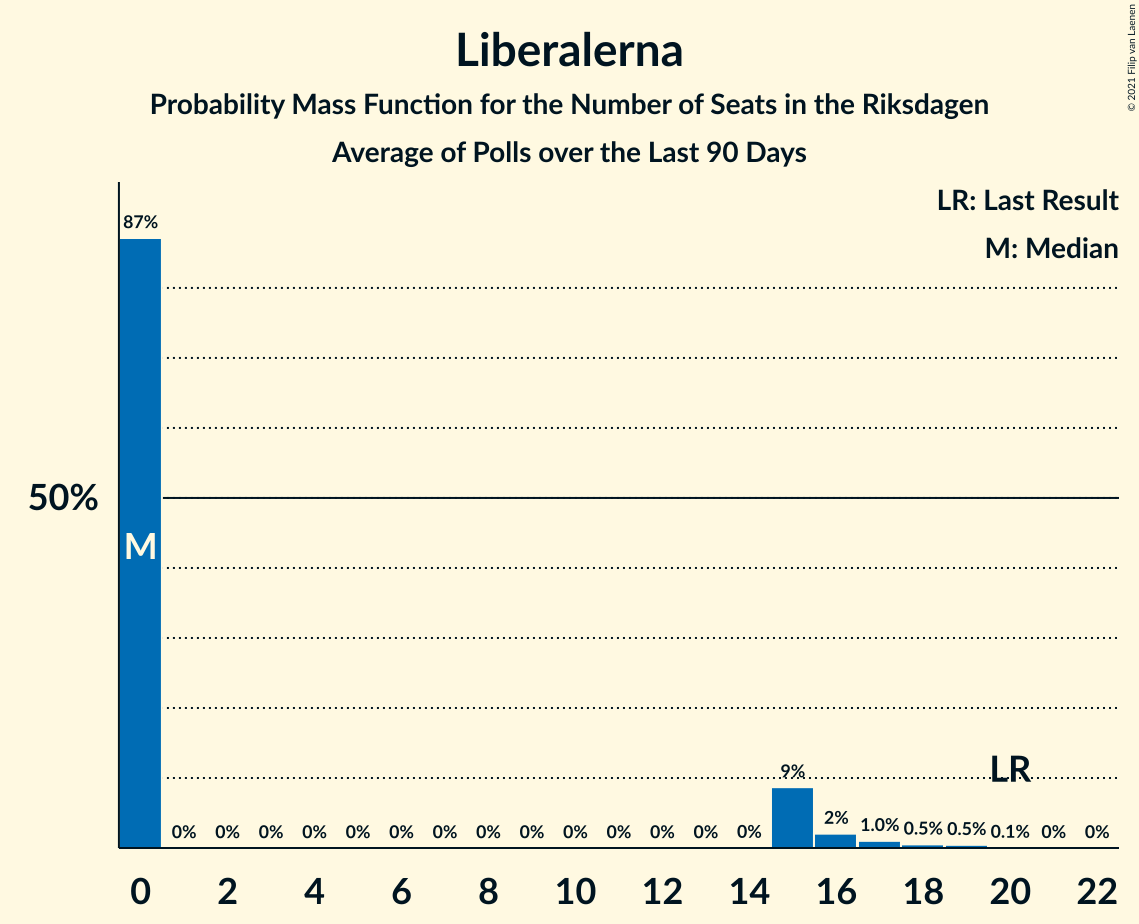 Liberalerna
Probability Mass Function for the Number of Seats in the Riksdagen
Average of Polls over the Last 90 Days
© 2021 Filip van Laenen
LR: Last Result
M: Median
87%
50%
M
LR
0% 0% 0% 0% 0% 0% 0% 0% 0% 0% 0% 0% 0% 0% 9% 2% 1.0% 0.5% 0.5% 0.1% 0% 0%
0 2 4 6 8 10 12 14 16 18 20 22